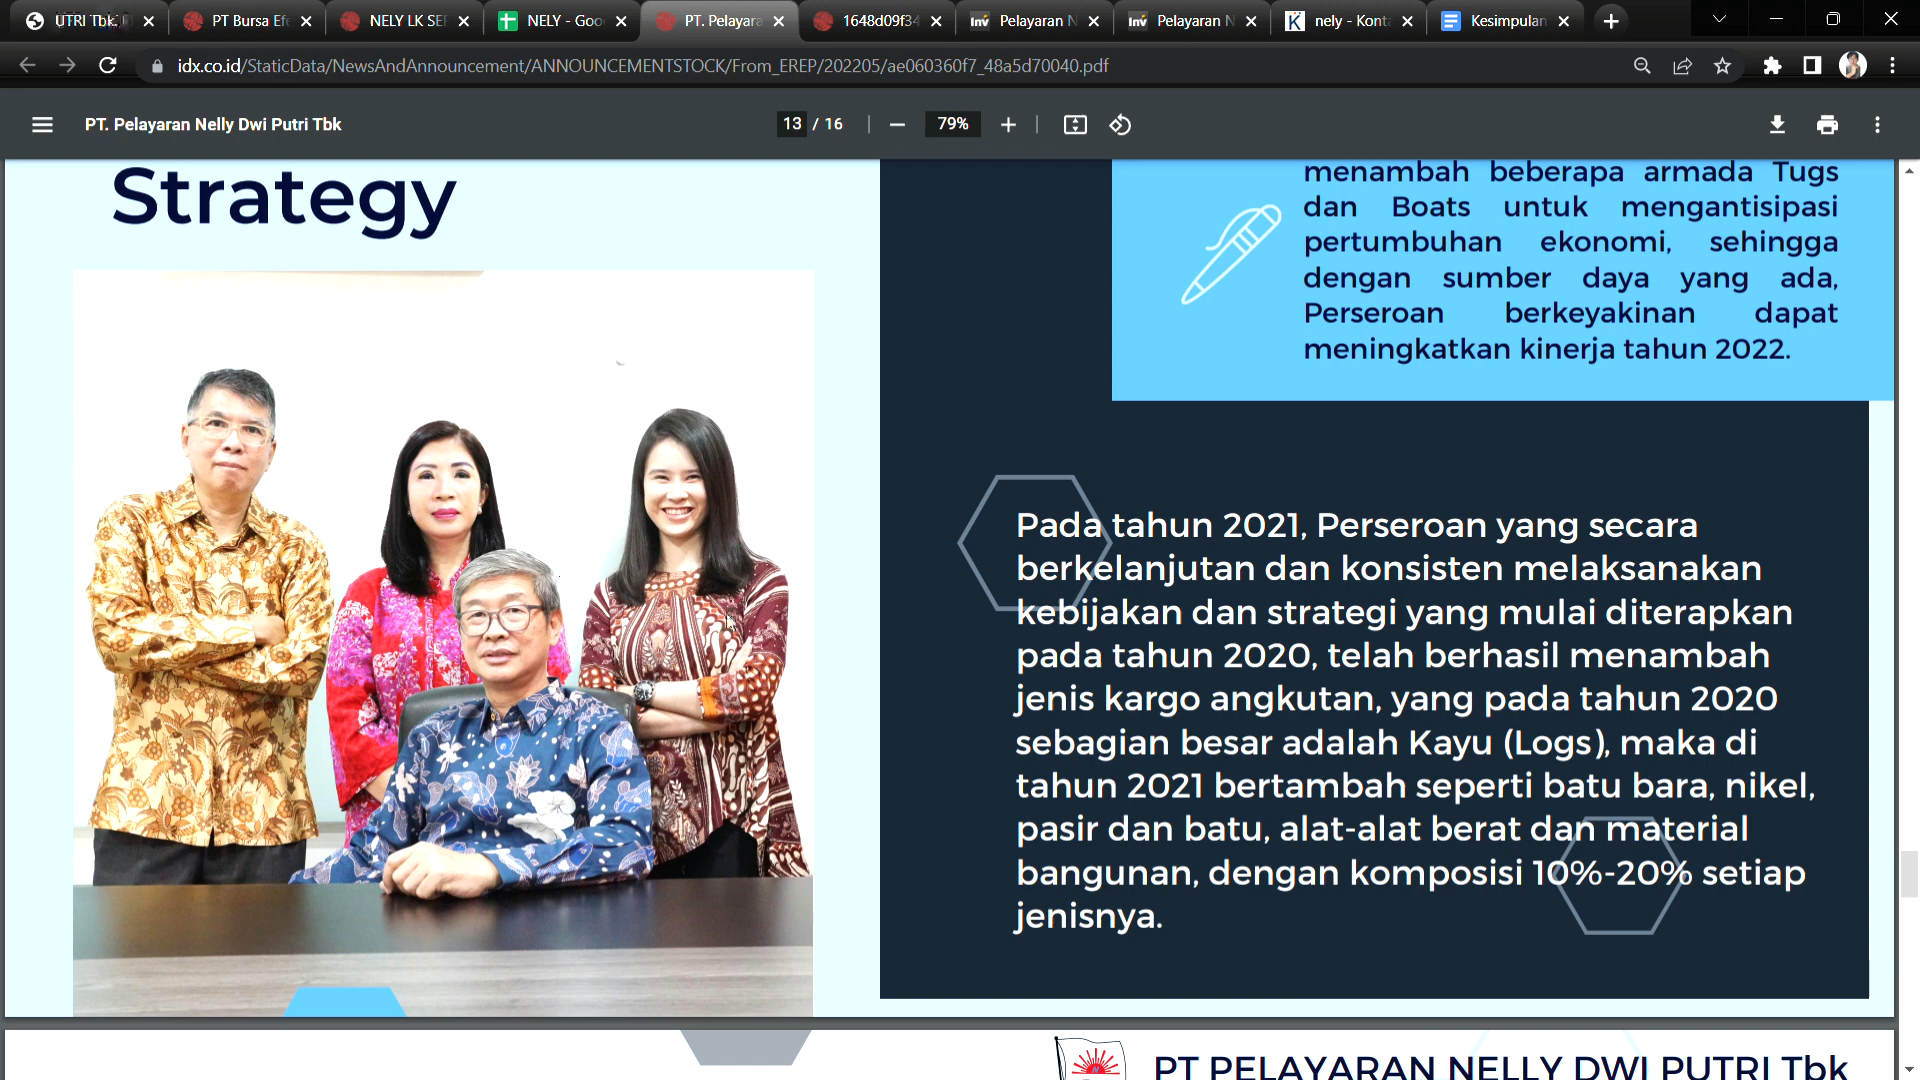 UTRI Tbk.
PT Bursa Efe
NELY LK SE
NELY - Goo
PT. Pelayara
1648d09f34
Pelayaran N
Pelayaran N
nely - Konta
Kesimpulan
idx.co.id/StaticData/NewsAndAnnouncement/ANNOUNCEMENTSTOCK/From_EREP/202205/ae060360f7_48a5d70040.pdf
PT. Pelayaran Nelly Dwi Putri Tbk
13 / 16
79%
Strategy
menambah beberapa armada Tugs
dan Boats untuk mengantisipasi
pertumbuhan ekonomi, sehingga
dengan sumber daya yang ada,
Perseroan berkeyakinan dapat
meningkatkan kinerja tahun 2022.
Pada tahun 2021, Perseroan yang secara
berkelanjutan dan konsisten melaksanakan
kebijakan dan strategi yang mulai diterapkan
pada tahun 2020, telah berhasil menambah
jenis kargo angkutan, yang pada tahun 2020
sebagian besar adalah Kayu (Logs), maka di
tahun 2021 bertambah seperti batu bara, nikel,
pasir dan batu, alat-alat berat dan material
bangunan, dengan komposisi 10%-20% setiap
jenisnya.
PT PELAYARAN NELLY DWI PUTRI Tbk